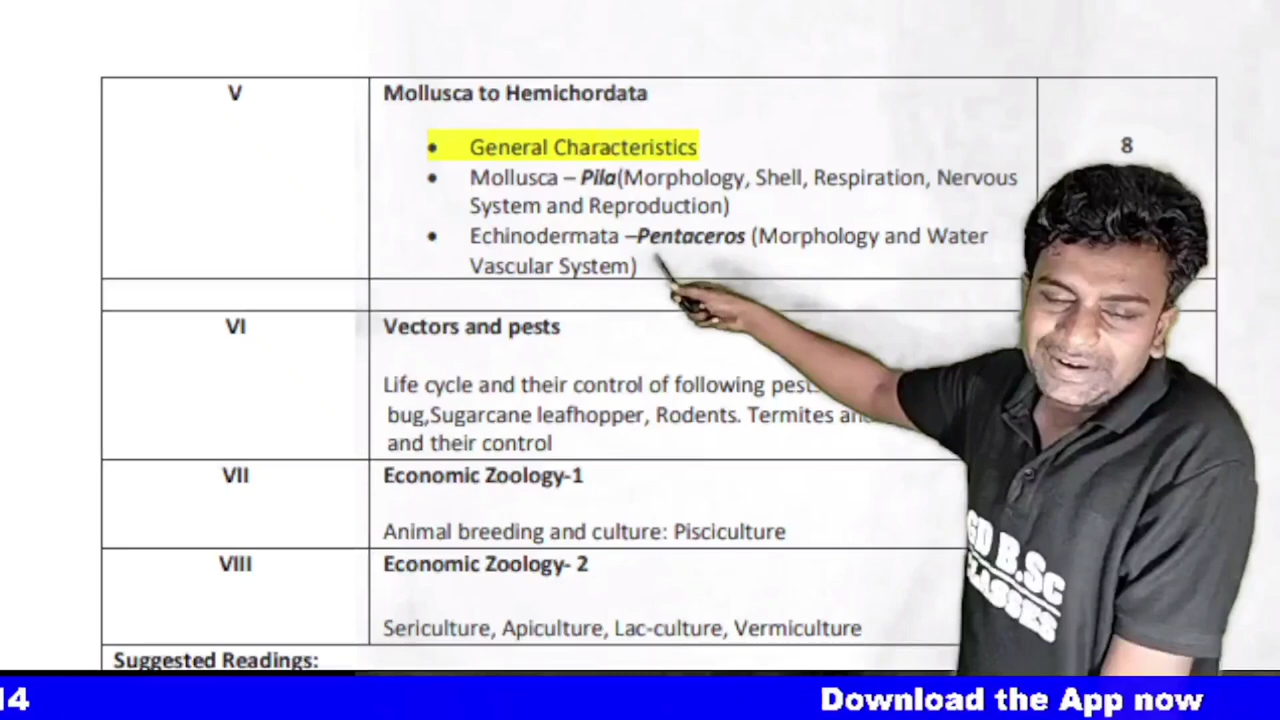 V
Mollusca to Hemichordata
• General Characteristics
8
• Mollusca – Pila(Morphology, Shell, Respiration, Nervous
System and Reproduction)
• Echinodermata –Pentaceros (Morphology and Water
Vascular System)
VI
Vectors and pests
Life cycle and their control of following
bug,Sugarcane leafhopper, Rodents. Termites
and their control
VII
Economic Zoology-1
Animal breeding and culture: Pisciculture
VIII
Economic Zoology- 2
Sericulture, Apiculture, Lac-culture, Vermiculture
Suggested Readings:
GD B.Sc
CLASSES
14
Download the App now